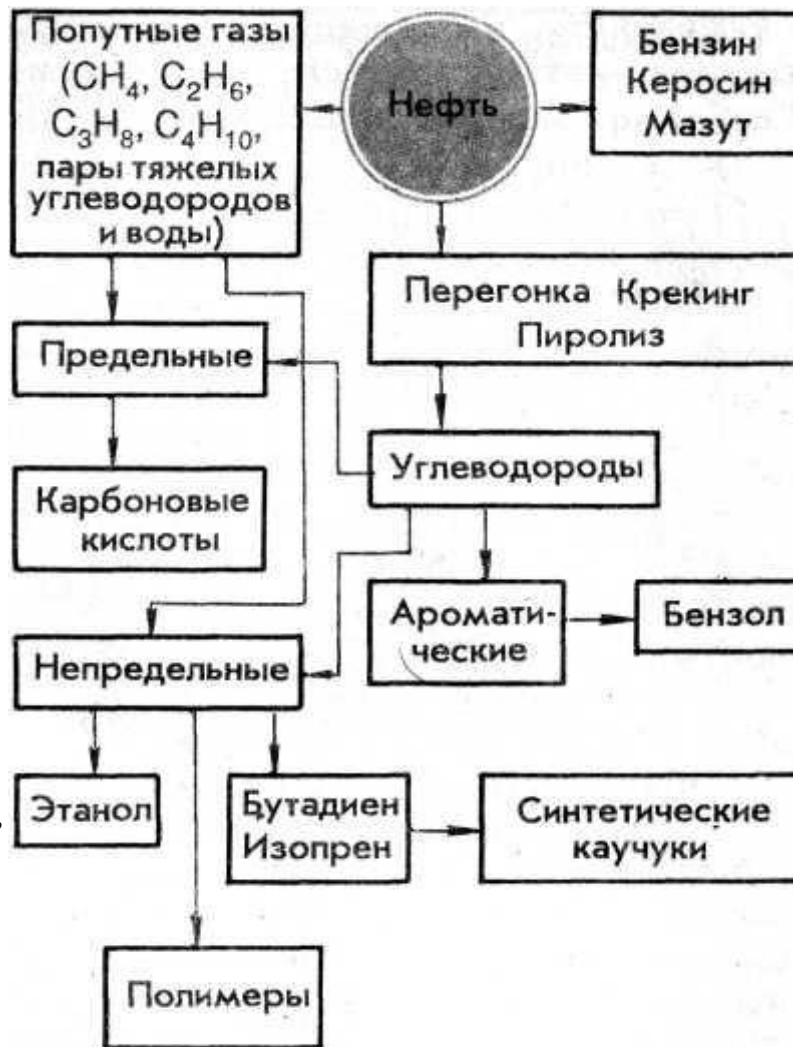 Попутные газы
(CH₄, C₂H₆,
C₃H₈, C₄H₁₀,
пары тяжелых
углеводородов
и воды)
Нефть
Бензин
Керосин
Мазут
Перегонка Крекинг
Пиролиз
Предельные
Углеводороды
Карбоновые
кислоты
Аромати-
ческие
Бензол
Непредельные
Этанол
Бутадиен
Изопрен
Синтетические
каучуки
Полимеры